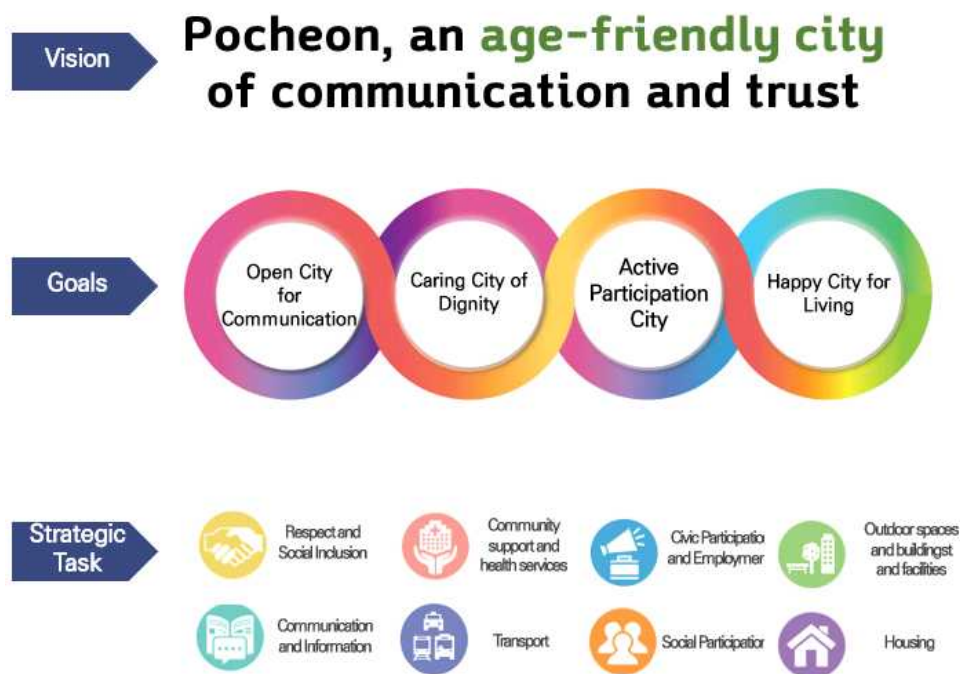 Vision
Pocheon, an age-friendly city
of communication and trust
Goals
Open City
for
Communication
Caring City of
Dignity
Active
Participation
City
Happy City for
Living
Strategic
Task
Respect and
Social Inclusion
Community
support and
health services
Civic Participatio
and Employmer
Outdoor spaces
and buildingst
and facilities
Communication
and Information
Transport
Social Participation
Housing